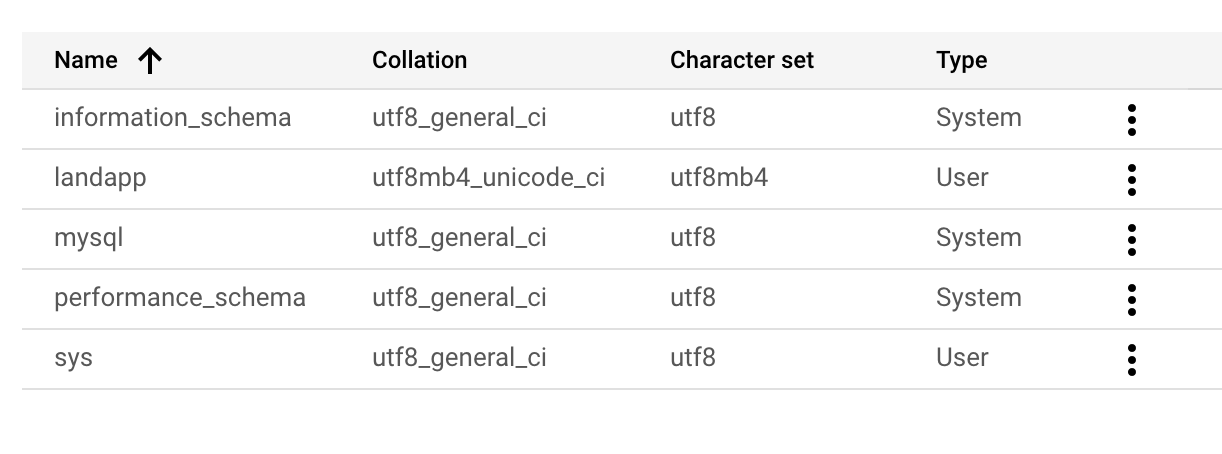 Name Collation Character set Type
information_schema utf8_general_ci utf8 System
landapp utf8mb4_unicode_ci utf8mb4 User
mysql utf8_general_ci utf8 System
performance_schema utf8_general_ci utf8 System
sys utf8_general_ci utf8 User